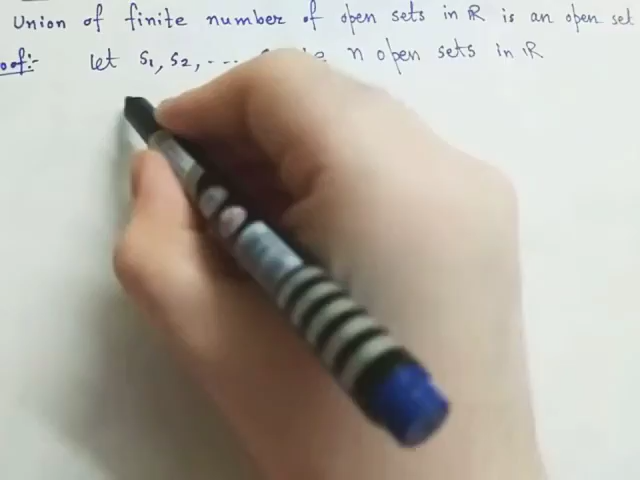 Union of finite number of open sets in ℝ is an open set
oof:- Let S₁, S₂, ... n open sets in ℝ